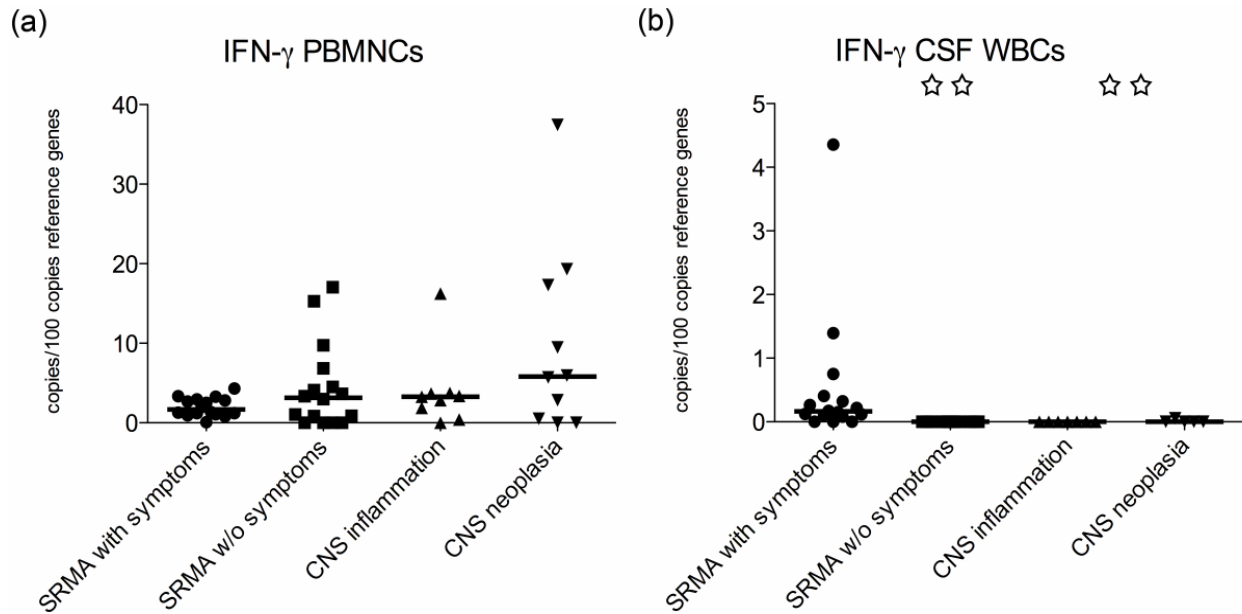 (a)
IFN-γ PBMNCs
copies/100 copies reference genes
40
30
20
10
0
SRMA with symptoms
SRMA w/o symptoms
CNS inflammation
CNS neoplasia
(b)
IFN-γ CSF WBCs
copies/100 copies reference genes
5
4
3
2
1
0
SRMA with symptoms
SRMA w/o symptoms
CNS inflammation
CNS neoplasia